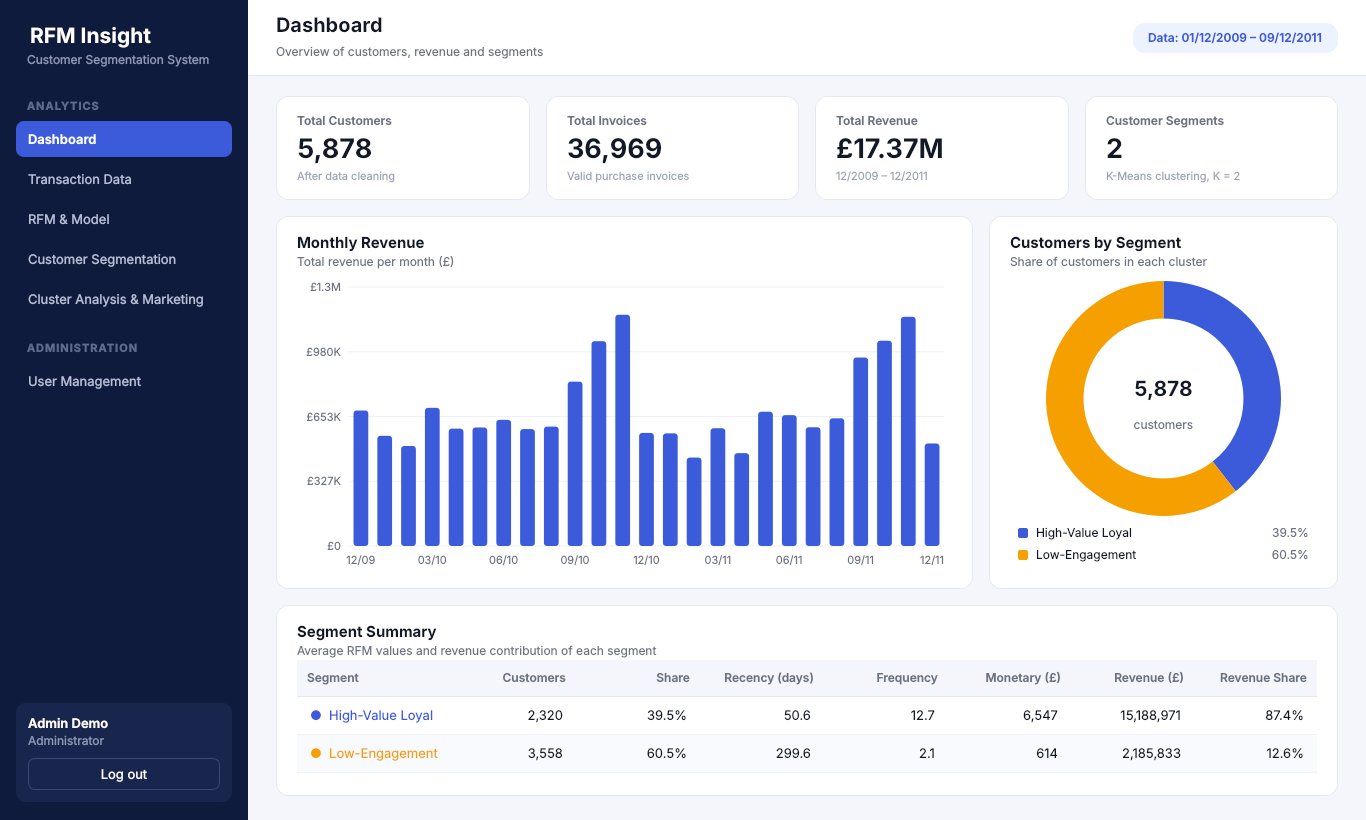 RFM Insight
Customer Segmentation System
ANALYTICS
Dashboard
Transaction Data
RFM & Model
Customer Segmentation
Cluster Analysis & Marketing
ADMINISTRATION
User Management
Admin Demo
Administrator
Log out
Dashboard
Overview of customers, revenue and segments
Data: 01/12/2009 – 09/12/2011
Total Customers
5,878
After data cleaning
Total Invoices
36,969
Valid purchase invoices
Total Revenue
£17.37M
12/2009 – 12/2011
Customer Segments
2
K-Means clustering, K = 2
Monthly Revenue
Total revenue per month (£)
£1.3M
£980K
£653K
£327K
£0
12/09 03/10 06/10 09/10 12/10 03/11 06/11 09/11 12/11
Customers by Segment
Share of customers in each cluster
5,878
customers
High-Value Loyal 39.5%
Low-Engagement 60.5%
Segment Summary
Average RFM values and revenue contribution of each segment
Segment Customers Share Recency (days) Frequency Monetary (£) Revenue (£) Revenue Share
High-Value Loyal 2,320 39.5% 50.6 12.7 6,547 15,188,971 87.4%
Low-Engagement 3,558 60.5% 299.6 2.1 614 2,185,833 12.6%